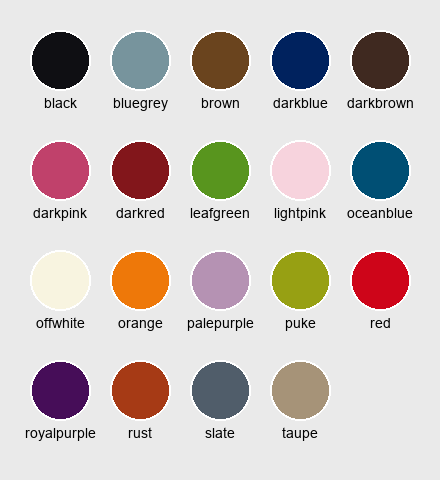 black bluegrey brown darkblue darkbrown
darkpink darkred leafgreen lightpink oceanblue
offwhite orange palepurple puke red
royalpurple rust slate taupe